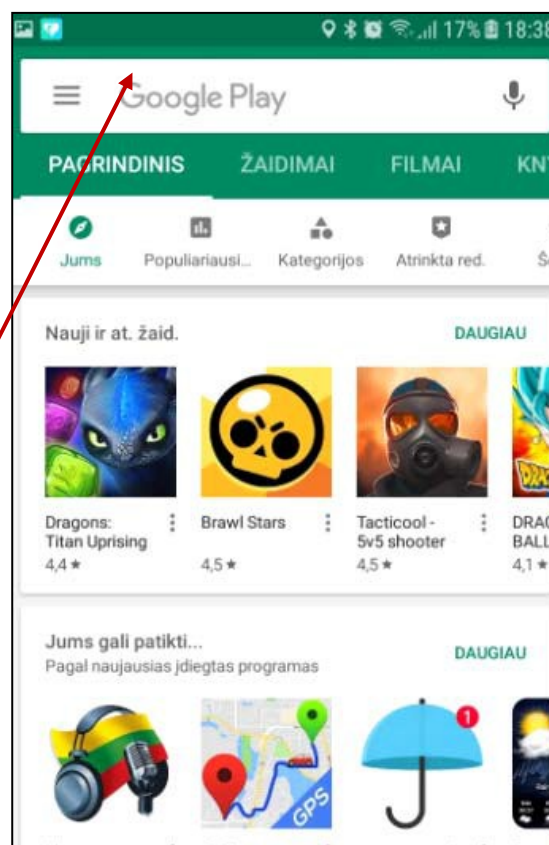 17% 18:38
Google Play
PAGRINDINIS ŽAIDIMAI FILMAI
Jums Populiariausi... Kategorijos Atrinkta red.
Nauji ir at. žaid. DAUGIAU
Dragons: Brawl Stars Tacticool -
Titan Uprising 5v5 shooter BALL
4,4 ★ 4,5 ★ 4,5 ★ 4,1 ★
Jums gali patikti... DAUGIAU
Pagal naujausias įdiegtas programas
GPS
1